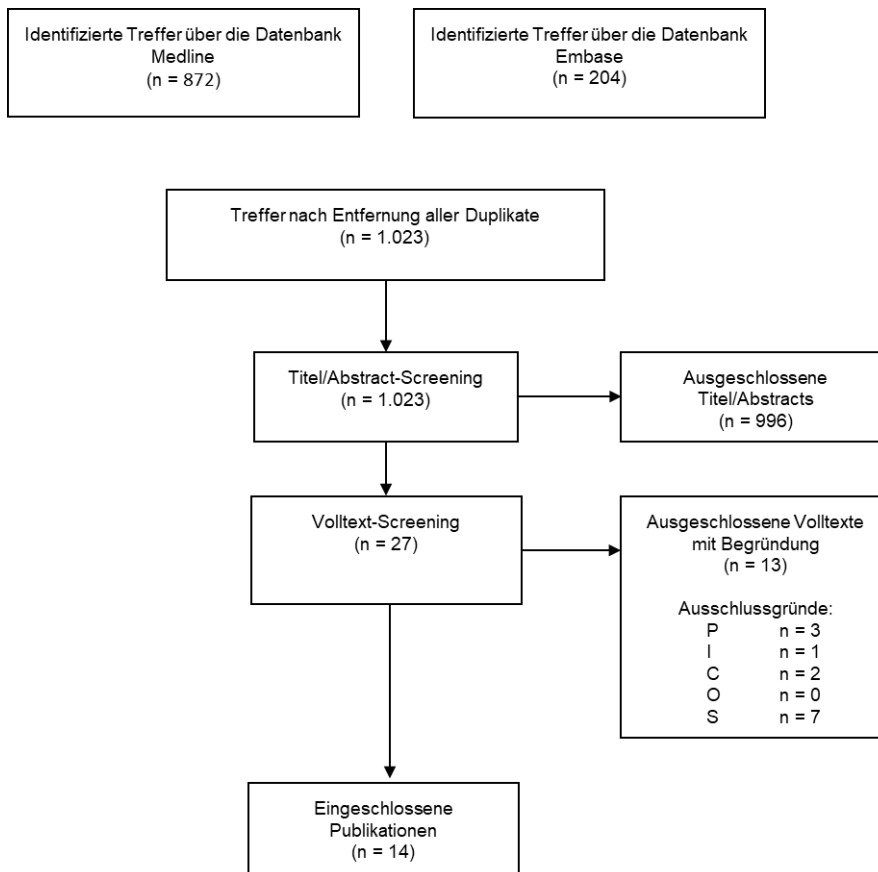 Identifizierte Treffer über die Datenbank
Medline
(n = 872)
Identifizierte Treffer über die Datenbank
Embase
(n = 204)
Treffer nach Entfernung aller Duplikate
(n = 1.023)
Titel/Abstract-Screening
(n = 1.023)
Ausgeschlossene
Titel/Abstracts
(n = 996)
Volltext-Screening
(n = 27)
Ausgeschlossene Volltexte
mit Begründung
(n = 13)
Ausschlussgründe:
P n = 3
I n = 1
C n = 2
O n = 0
S n = 7
Eingeschlossene
Publikationen
(n = 14)